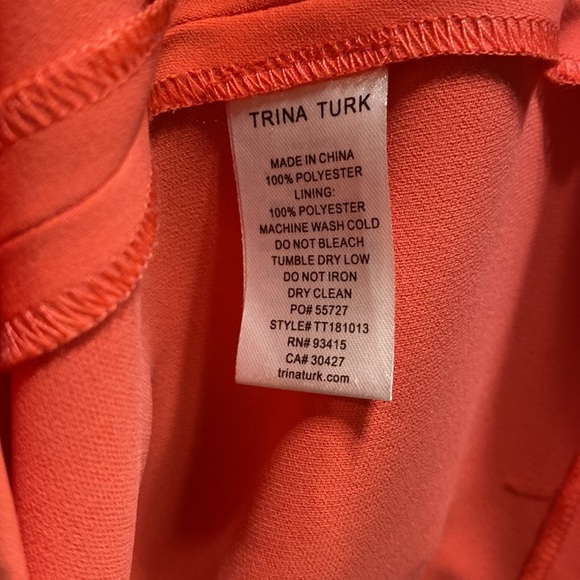 TRINA TURK
MADE IN CHINA
100% POLYESTER
LINING:
100% POLYESTER
MACHINE WASH COLD
DO NOT BLEACH
TUMBLE DRY LOW
DO NOT IRON
DRY CLEAN
PO# 55727
STYLE# TT181013
RN# 93415
CA# 30427
trinaturk.com